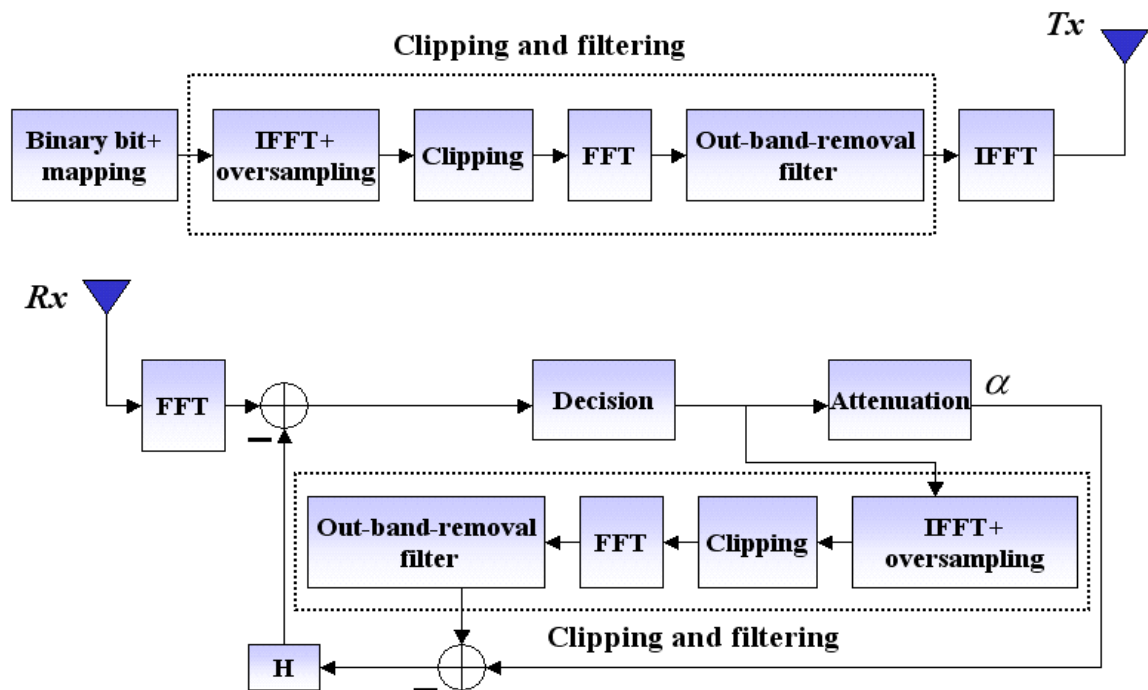 Clipping and filtering
Tx
Binary bit+
mapping
IFFT+
oversampling
Clipping
FFT
Out-band-removal
filter
IFFT
Rx
FFT
−
Decision
Attenuation
α
Out-band-removal
filter
FFT
Clipping
IFFT+
oversampling
Clipping and filtering
H
−